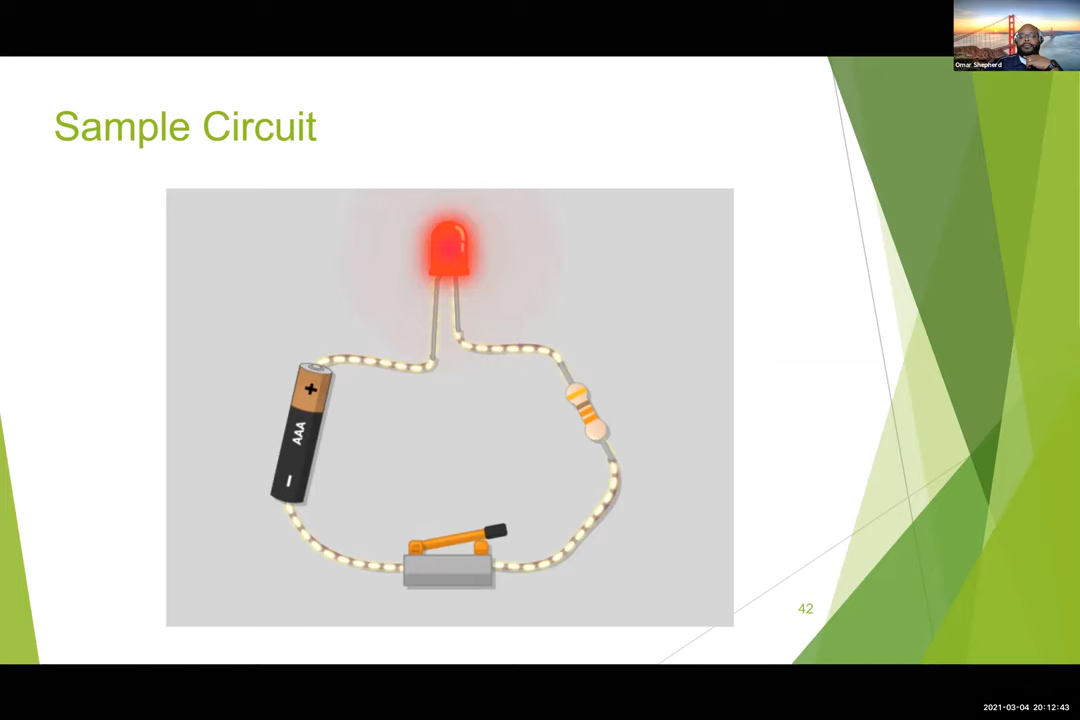 Omar Shepherd
Sample Circuit
+
AAA
-
42
2021-03-04 20:12:43